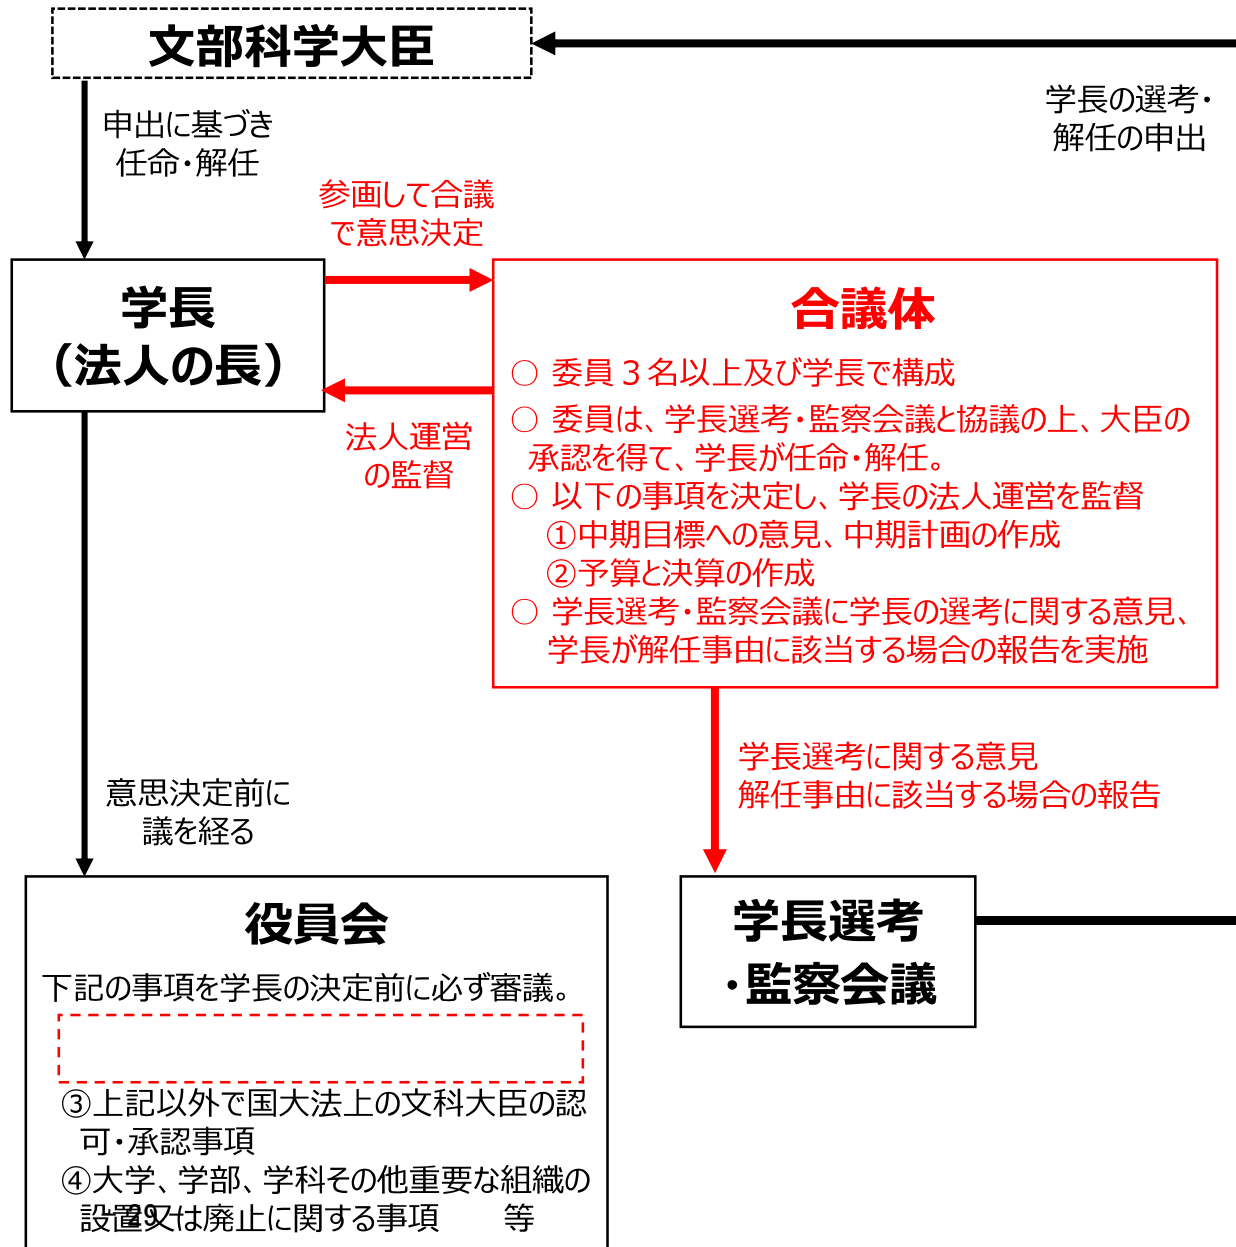 文部科学大臣
学長の選考・
解任の申出
申出に基づき
任命・解任
参画して合議
で意思決定
学長
（法人の長）
法人運営
の監督
合議体
○ 委員３名以上及び学長で構成
○ 委員は、学長選考・監察会議と協議の上、大臣の
承認を得て、学長が任命・解任。
○ 以下の事項を決定し、学長の法人運営を監督
①中期目標への意見、中期計画の作成
②予算と決算の作成
○ 学長選考・監察会議に学長の選考に関する意見、
学長が解任事由に該当する場合の報告を実施
学長選考に関する意見
解任事由に該当する場合の報告
意思決定前に
議を経る
役員会
下記の事項を学長の決定前に必ず審議。
③上記以外で国大法上の文科大臣の認
可・承認事項
④大学、学部、学科その他重要な組織の
設置又は廃止に関する事項　　等
29
学長選考
・監察会議